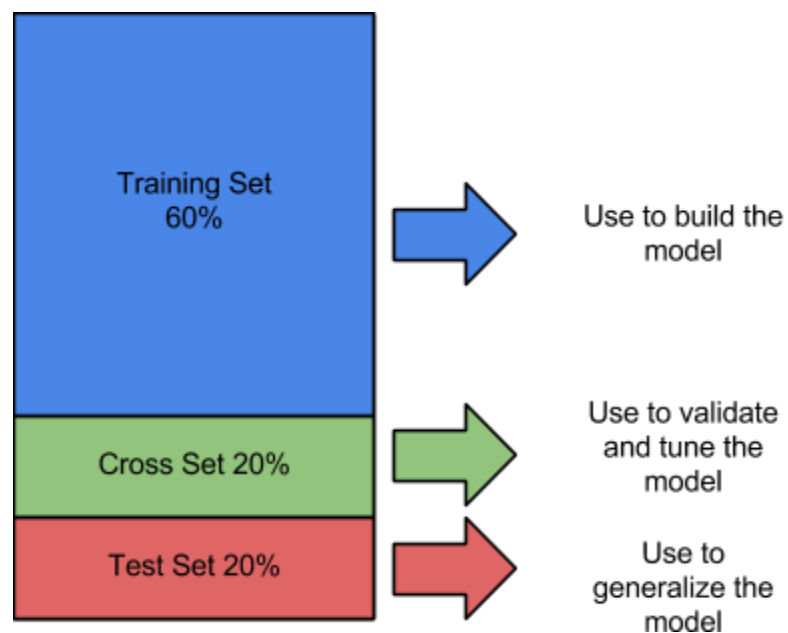 Training Set
60%
Use to build the
model
Cross Set 20%
Use to validate
and tune the
model
Test Set 20%
Use to
generalize the
model